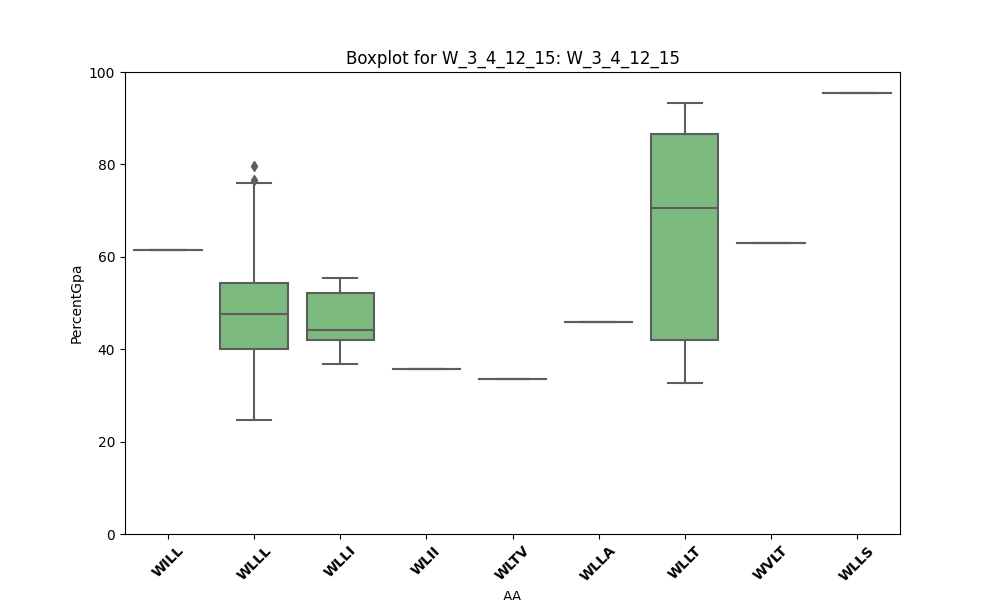 Boxplot for W_3_4_12_15: W_3_4_12_15
100
80
60
40
20
0
PercentGpa
WILL
WLLL
WLLI
WLII
WLTV
WLLA
WLLT
WVLT
WLLS
AA